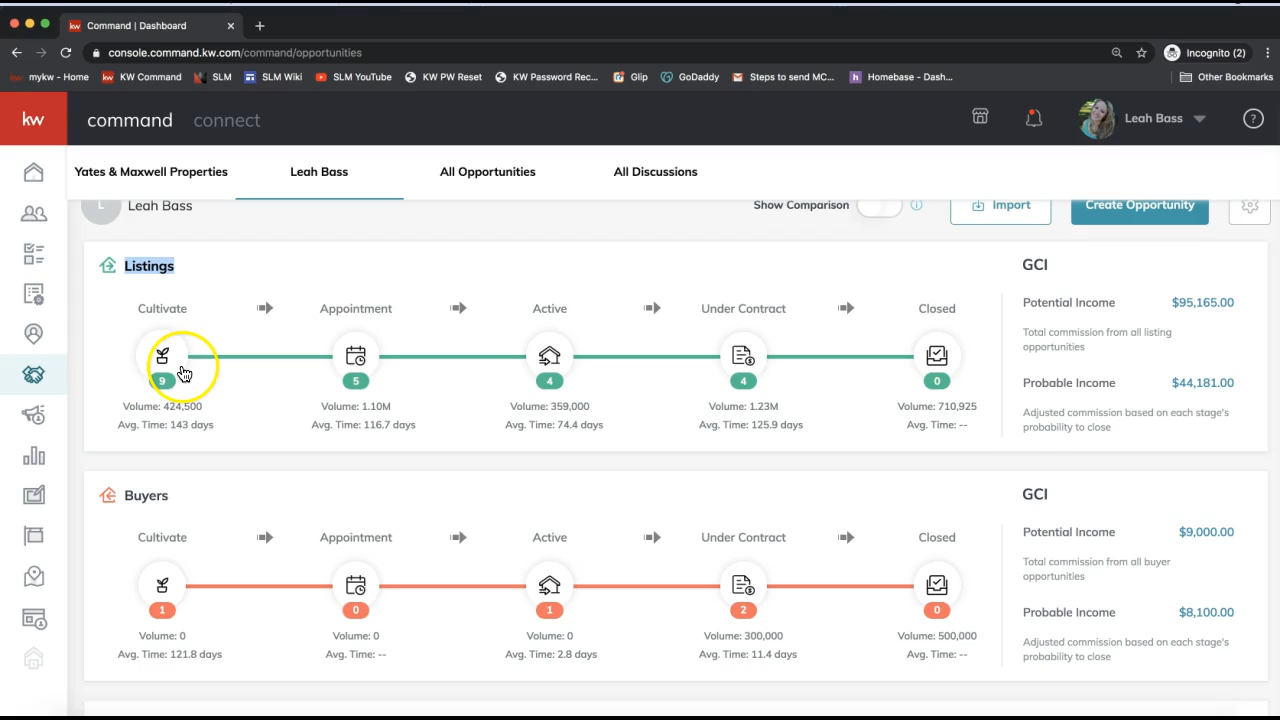 Command | Dashboard
console.command.kw.com/command/opportunities
Incognito (2)
mykw - Home KW Command SLM SLM Wiki SLM YouTube KW PW Reset KW Password Rec... Glip GoDaddy Steps to send MC... Homebase - Dash... Other Bookmarks
kw command connect Leah Bass ?
Yates & Maxwell Properties Leah Bass All Opportunities All Discussions
L Leah Bass Show Comparison Import Create Opportunity
Listings
Cultivate Appointment Active Under Contract Closed
9 5 4 4 0
Volume: 424,500 Volume: 1.10M Volume: 359,000 Volume: 1.23M Volume: 710,925
Avg. Time: 143 days Avg. Time: 116.7 days Avg. Time: 74.4 days Avg. Time: 125.9 days Avg. Time: --
GCI
Potential Income $95,165.00
Total commission from all listing
opportunities
Probable Income $44,181.00
Adjusted commission based on each stage's
probability to close
Buyers
Cultivate Appointment Active Under Contract Closed
1 0 1 2 0
Volume: 0 Volume: 0 Volume: 0 Volume: 300,000 Volume: 500,000
Avg. Time: 121.8 days Avg. Time: -- Avg. Time: 2.8 days Avg. Time: 11.4 days Avg. Time: --
GCI
Potential Income $9,000.00
Total commission from all buyer
opportunities
Probable Income $8,100.00
Adjusted commission based on each stage's
probability to close